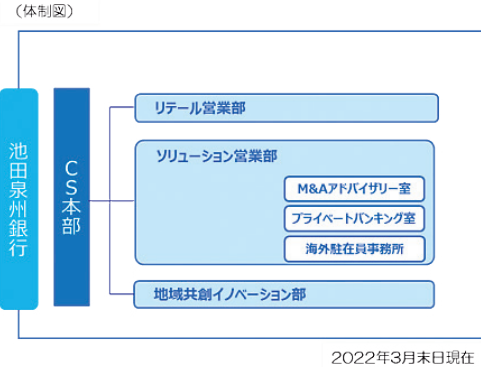 （体制図）
池田泉州銀行
CS本部
リテール営業部
ソリューション営業部
M&Aアドバイザリー室
プライベートバンキング室
海外駐在員事務所
地域共創イノベーション部
2022年3月末日現在